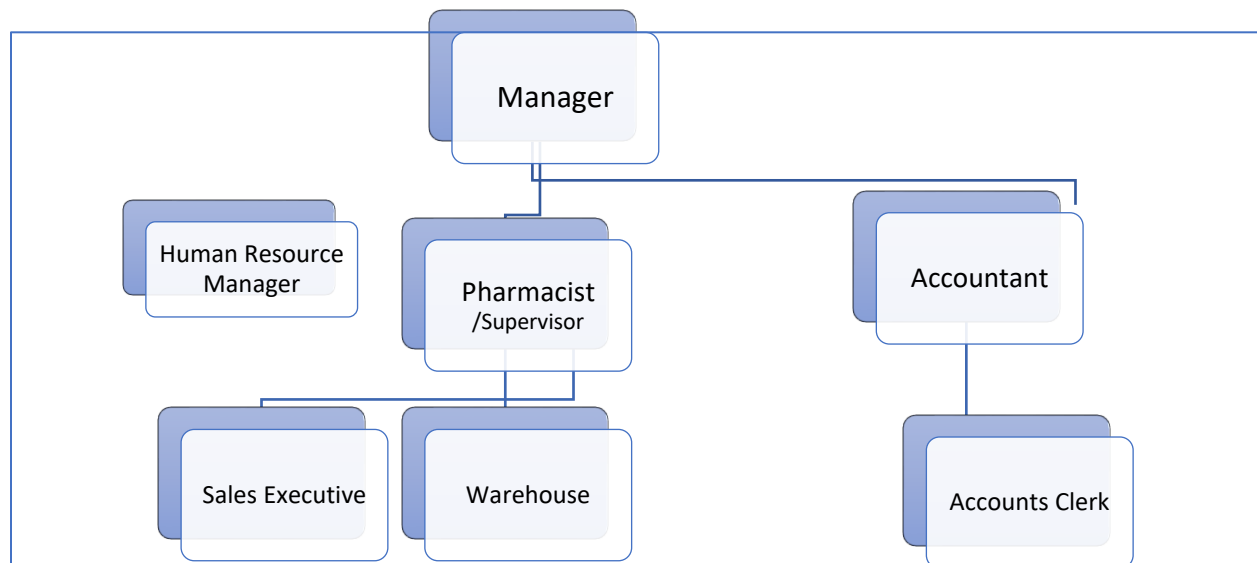 Manager
Human Resource
Manager
Pharmacist
/Supervisor
Accountant
Sales Executive
Warehouse
Accounts Clerk